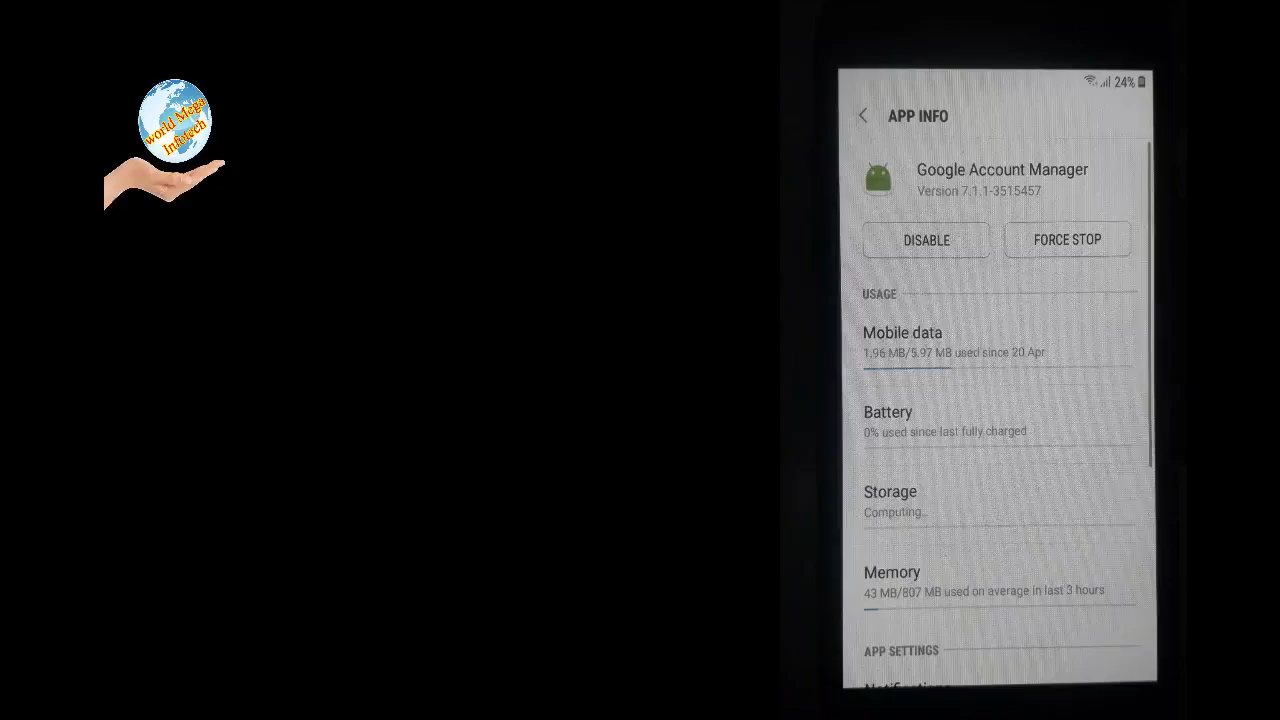 world Mega
Infotech
24%
APP INFO
Google Account Manager
Version 7.1.1-3515457
DISABLE
FORCE STOP
USAGE
Mobile data
1.96 MB/5.97 MB used since 20 Apr
Battery
0% used since last fully charged
Storage
Computing...
Memory
43 MB/807 MB used on average in last 3 hours
APP SETTINGS
Notifications